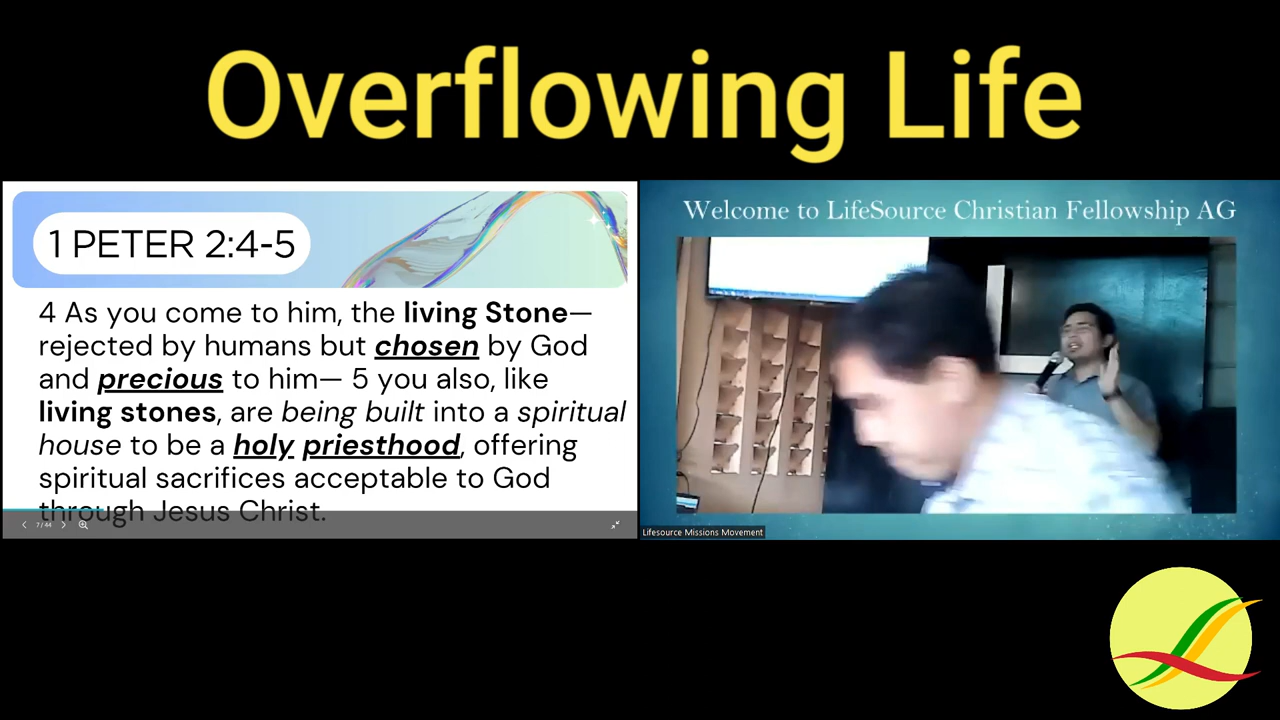 Overflowing Life
1 PETER 2:4-5
4 As you come to him, the living Stone—
rejected by humans but chosen by God
and precious to him— 5 you also, like
living stones, are being built into a spiritual
house to be a holy priesthood, offering
spiritual sacrifices acceptable to God
through Jesus Christ.
7 / 44
Welcome to LifeSource Christian Fellowship AG
Lifesource Missions Movement